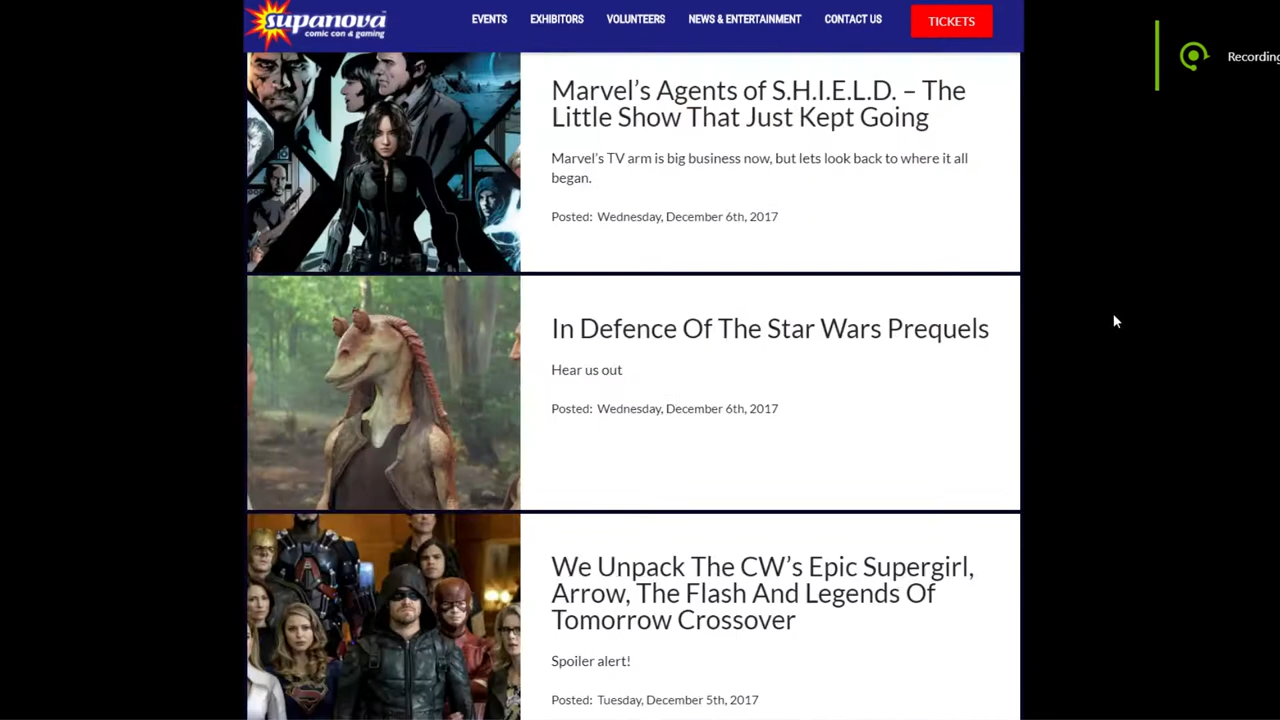 supanova
comic con & gaming
EVENTS
EXHIBITORS
VOLUNTEERS
NEWS & ENTERTAINMENT
CONTACT US
TICKETS
Recording
Marvel’s Agents of S.H.I.E.L.D. – The
Little Show That Just Kept Going
Marvel’s TV arm is big business now, but lets look back to where it all
began.
Posted: Wednesday, December 6th, 2017
In Defence Of The Star Wars Prequels
Hear us out
Posted: Wednesday, December 6th, 2017
We Unpack The CW’s Epic Supergirl,
Arrow, The Flash And Legends Of
Tomorrow Crossover
Spoiler alert!
Posted: Tuesday, December 5th, 2017